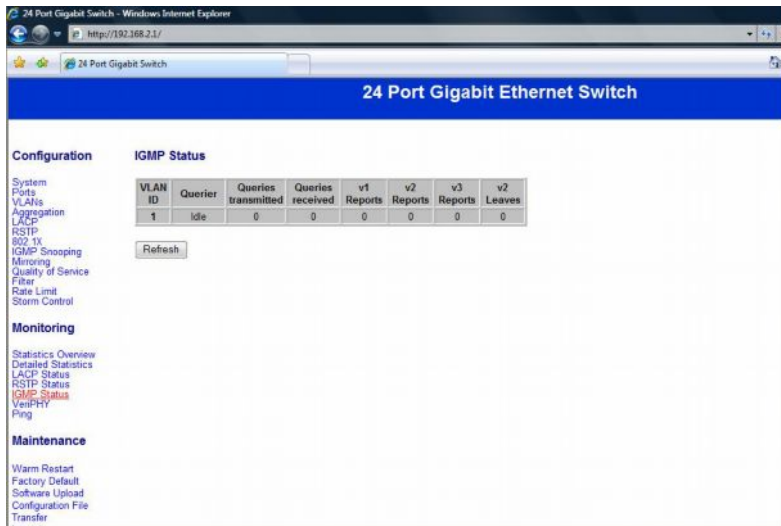 24 Port Gigabit Switch - Windows Internet Explorer
http://192.168.2.1/
24 Port Gigabit Switch
24 Port Gigabit Ethernet Switch
Configuration
System
Ports
VLANs
Aggregation
LACP
RSTP
802.1X
IGMP Snooping
Mirroring
Quality of Service
Filter
Rate Limit
Storm Control
Monitoring
Statistics Overview
Detailed Statistics
LACP Status
RSTP Status
IGMP Status
VeriPHY
Ping
Maintenance
Warm Restart
Factory Default
Software Upload
Configuration File
Transfer
IGMP Status
VLAN ID Querier Queries transmitted Queries received v1 Reports v2 Reports v3 Reports v2 Leaves
1 Idle 0 0 0 0 0 0
Refresh